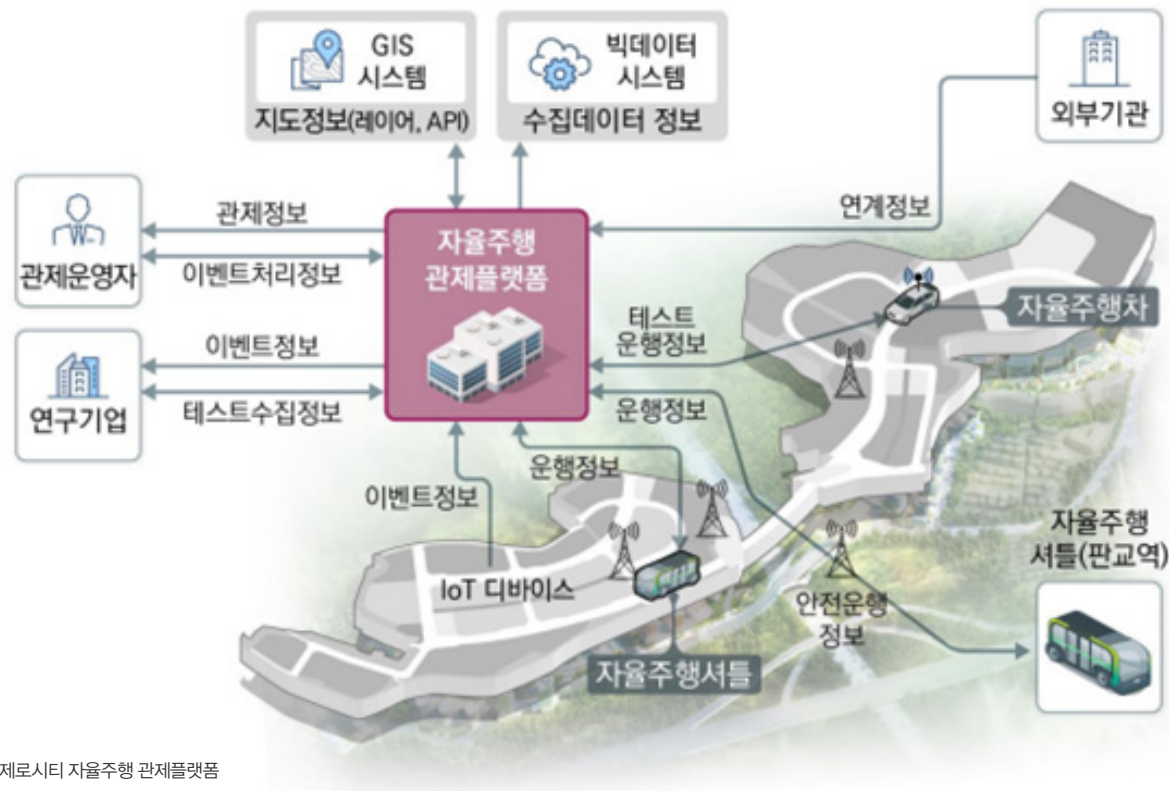 GIS
시스템
지도정보(레이어, API)
빅데이터
시스템
수집데이터 정보
외부기관
연계정보
관제운영자
관제정보
이벤트처리정보
자율주행
관제플랫폼
연구기업
이벤트정보
테스트수집정보
테스트
운행정보
운행정보
자율주행차
운행정보
이벤트정보
IoT 디바이스
자율주행셔틀
안전운행
정보
자율주행
셔틀(판교역)
제로시티 자율주행 관제플랫폼